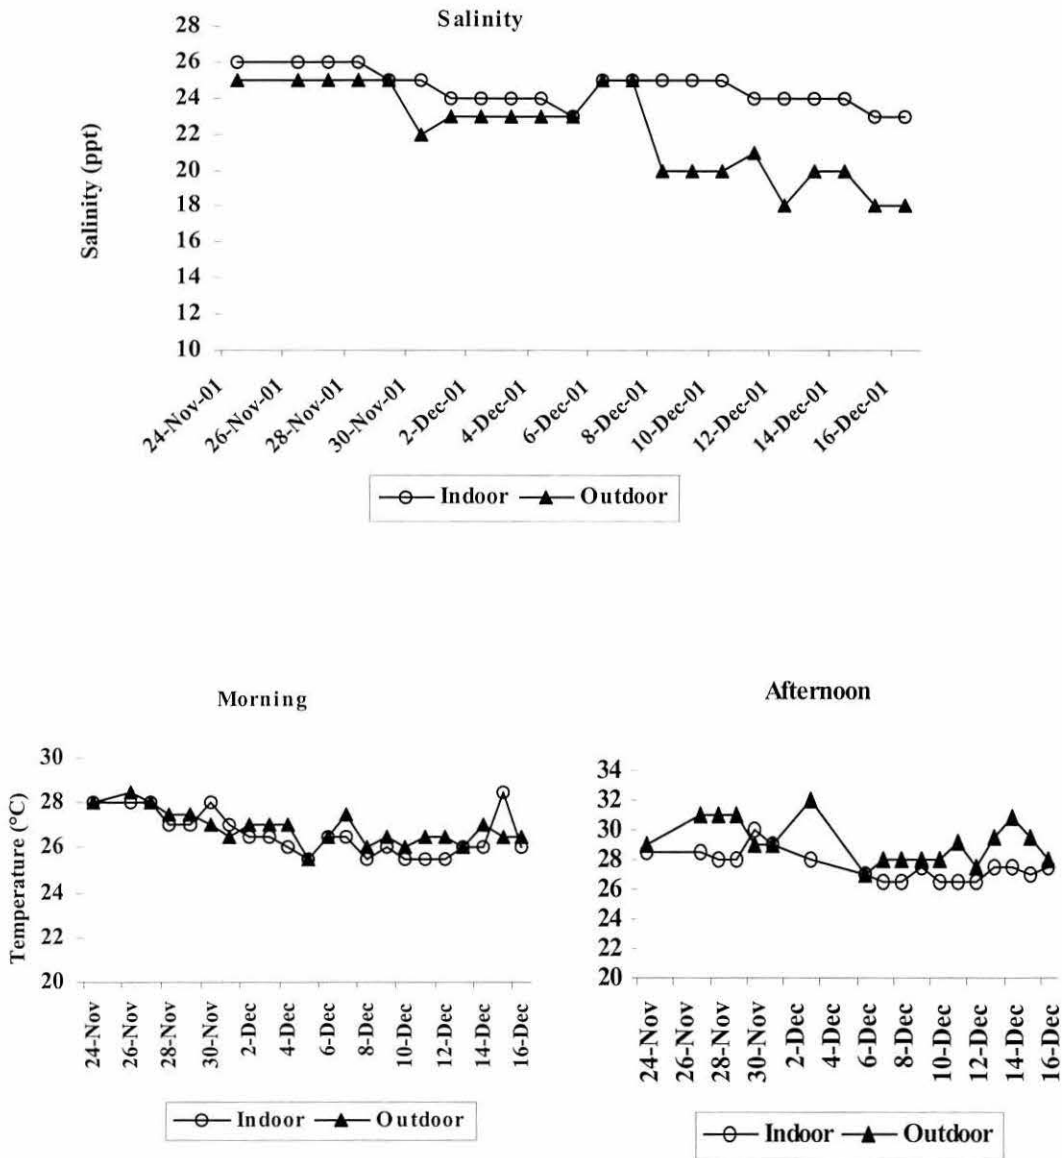 Salinity
28
26
24
22
20
18
16
14
12
10
Salinity (ppt)
24-Nov-01
26-Nov-01
28-Nov-01
30-Nov-01
2-Dec-01
4-Dec-01
6-Dec-01
8-Dec-01
10-Dec-01
12-Dec-01
14-Dec-01
16-Dec-01
Indoor Outdoor
Morning
30
28
26
24
22
20
Temperature (°C)
24-Nov
26-Nov
28-Nov
30-Nov
2-Dec
4-Dec
6-Dec
8-Dec
10-Dec
12-Dec
14-Dec
16-Dec
Indoor Outdoor
Afternoon
34
32
30
28
26
24
22
20
24-Nov
26-Nov
28-Nov
30-Nov
2-Dec
4-Dec
6-Dec
8-Dec
10-Dec
12-Dec
14-Dec
16-Dec
Indoor Outdoor